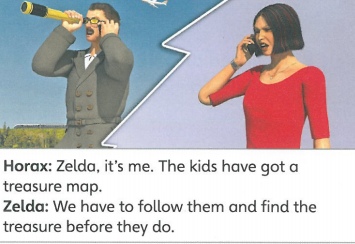 Horax: Zelda, it's me. The kids have got a
treasure map.
Zelda: We have to follow them and find the
treasure before they do.